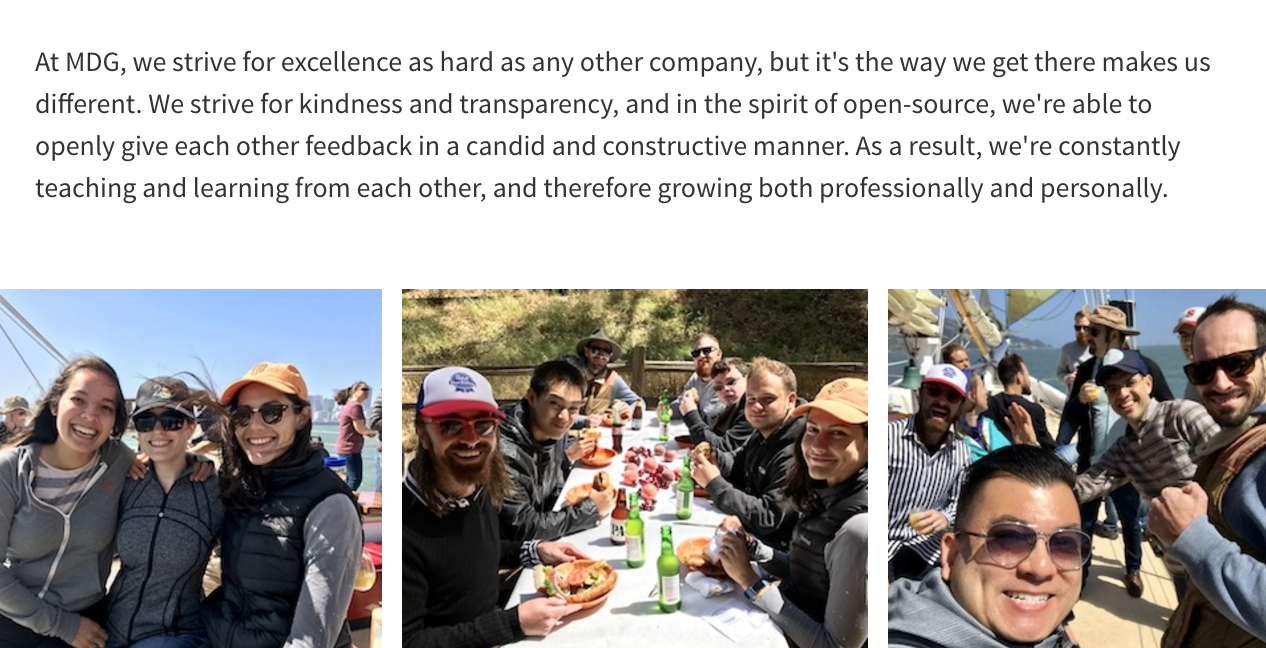 At MDG, we strive for excellence as hard as any other company, but it's the way we get there makes us
different. We strive for kindness and transparency, and in the spirit of open-source, we're able to
openly give each other feedback in a candid and constructive manner. As a result, we're constantly
teaching and learning from each other, and therefore growing both professionally and personally.